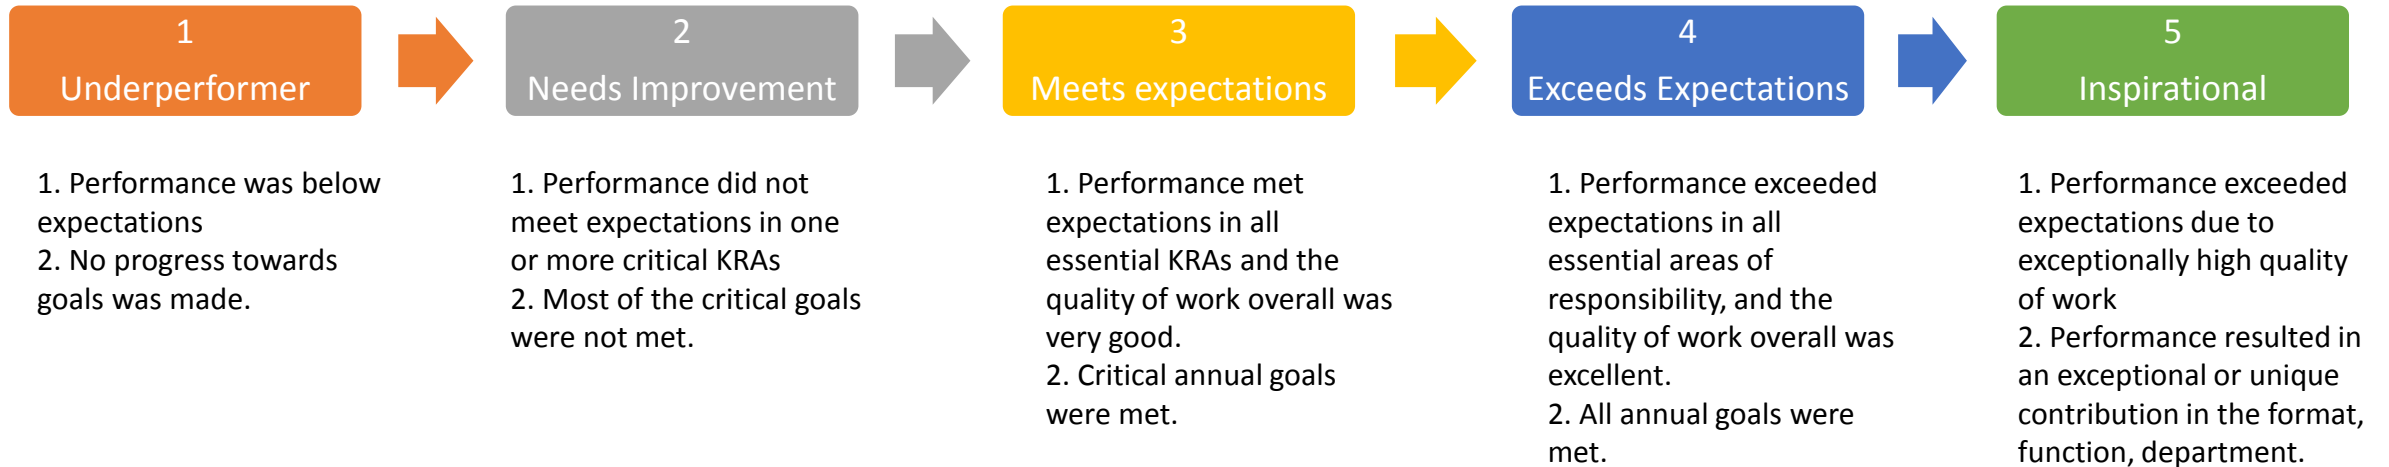 1
Underperformer
2
Needs Improvement
3
Meets expectations
4
Exceeds Expectations
5
Inspirational
1. Performance was below
expectations
2. No progress towards
goals was made.
1. Performance did not
meet expectations in one
or more critical KRAs
2. Most of the critical goals
were not met.
1. Performance met
expectations in all
essential KRAs and the
quality of work overall was
very good.
2. Critical annual goals
were met.
1. Performance exceeded
expectations in all
essential areas of
responsibility, and the
quality of work overall was
excellent.
2. All annual goals were
met.
1. Performance exceeded
expectations due to
exceptionally high quality
of work
2. Performance resulted in
an exceptional or unique
contribution in the format,
function, department.